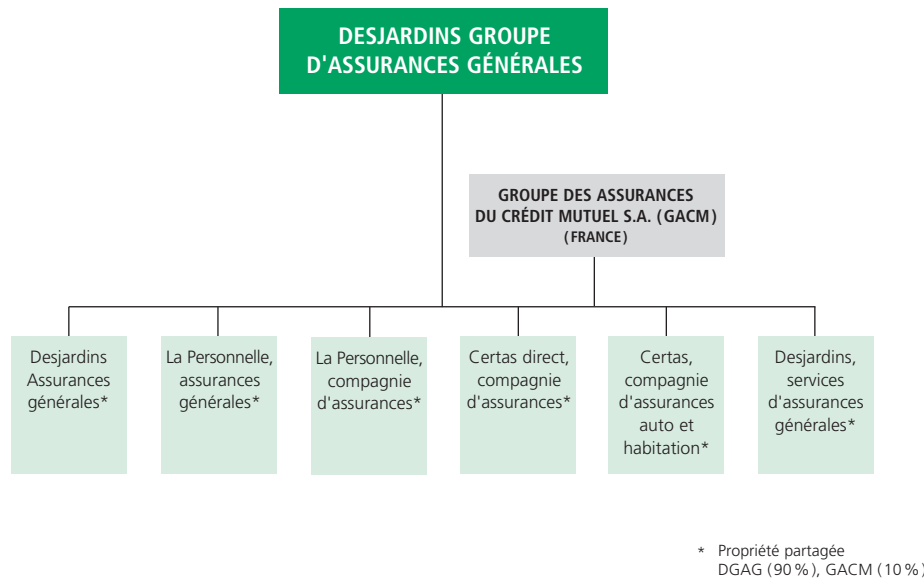 DESJARDINS GROUPE
D'ASSURANCES GÉNÉRALES
GROUPE DES ASSURANCES
DU CRÉDIT MUTUEL S.A. (GACM)
(FRANCE)
Desjardins
Assurances
générales*
La Personnelle,
assurances
générales*
La Personnelle,
compagnie
d'assurances*
Certas direct,
compagnie
d'assurances*
Certas,
compagnie
d'assurances
auto et
habitation*
Desjardins,
services
d'assurances
générales*
* Propriété partagée
DGAG (90 %), GACM (10 %)